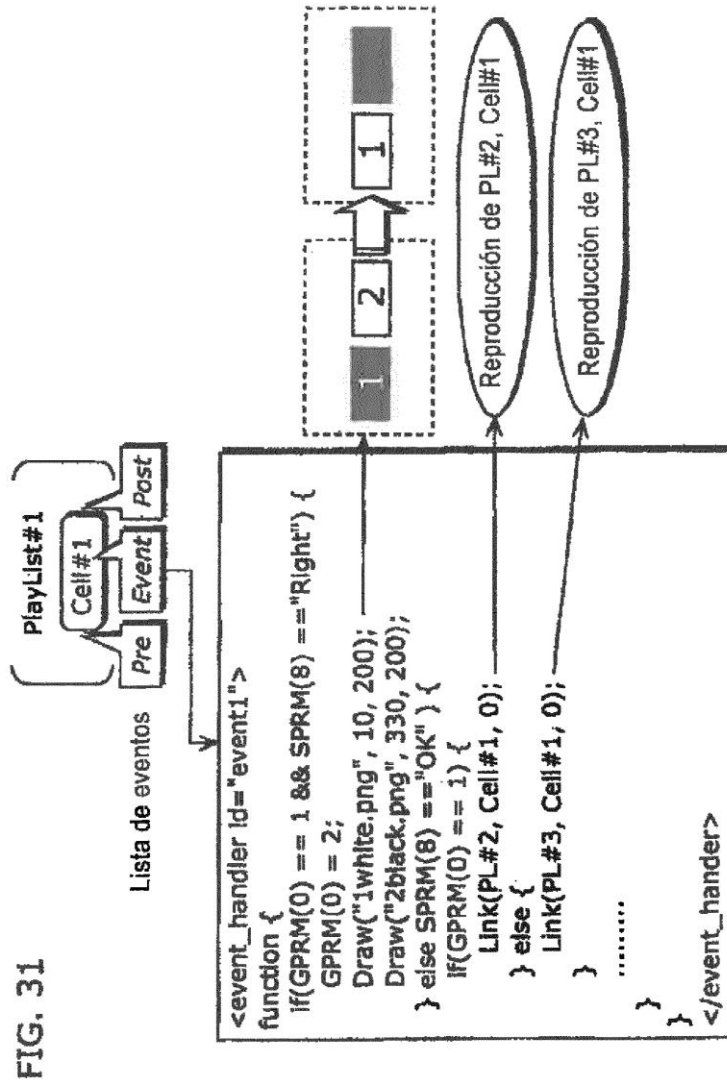 FIG. 31
PlayList#1
Cell#1
Pre
Event
Post
Lista de eventos
<event_handler id="event1">
function {
if(GPRM(0) == 1 && SPRM(8) =="Right") {
GPRM(0) = 2;
Draw("1white.png", 10, 200);
Draw("2black.png", 330, 200);
} else SPRM(8) =="OK" ) {
if(GPRM(0) == 1) {
Link(PL#2, Cell#1, 0);
} else {
Link(PL#3, Cell#1, 0);
}
........
}
}
</event_hander>
1
2
1
Reproducción de PL#2, Cell#1
Reproducción de PL#3, Cell#1